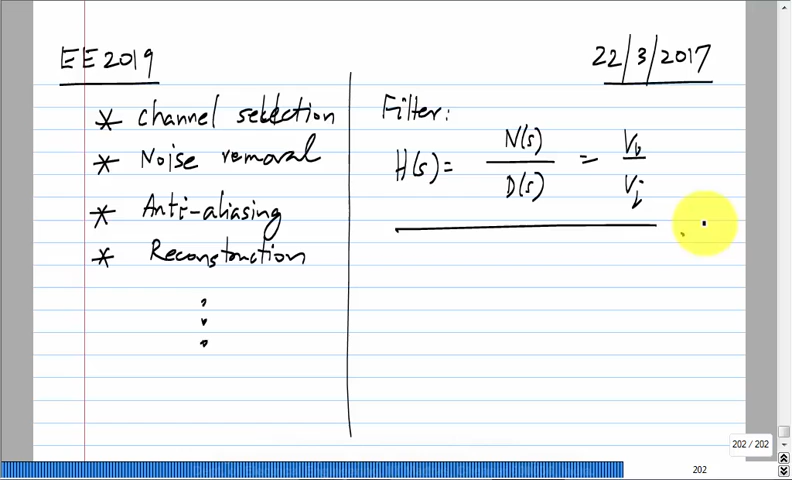 EE2019
22/3/2017
* Channel selection
* Noise removal
* Anti-aliasing
* Reconstruction
Filter:
H(s) = N(s)/D(s) = Vo/Vi
202 / 202
202